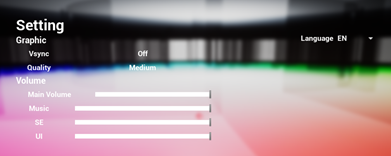 Setting
Graphic
Language EN
Vsync Off
Quality Medium
Volume
Main Volume
Music
SE
UI